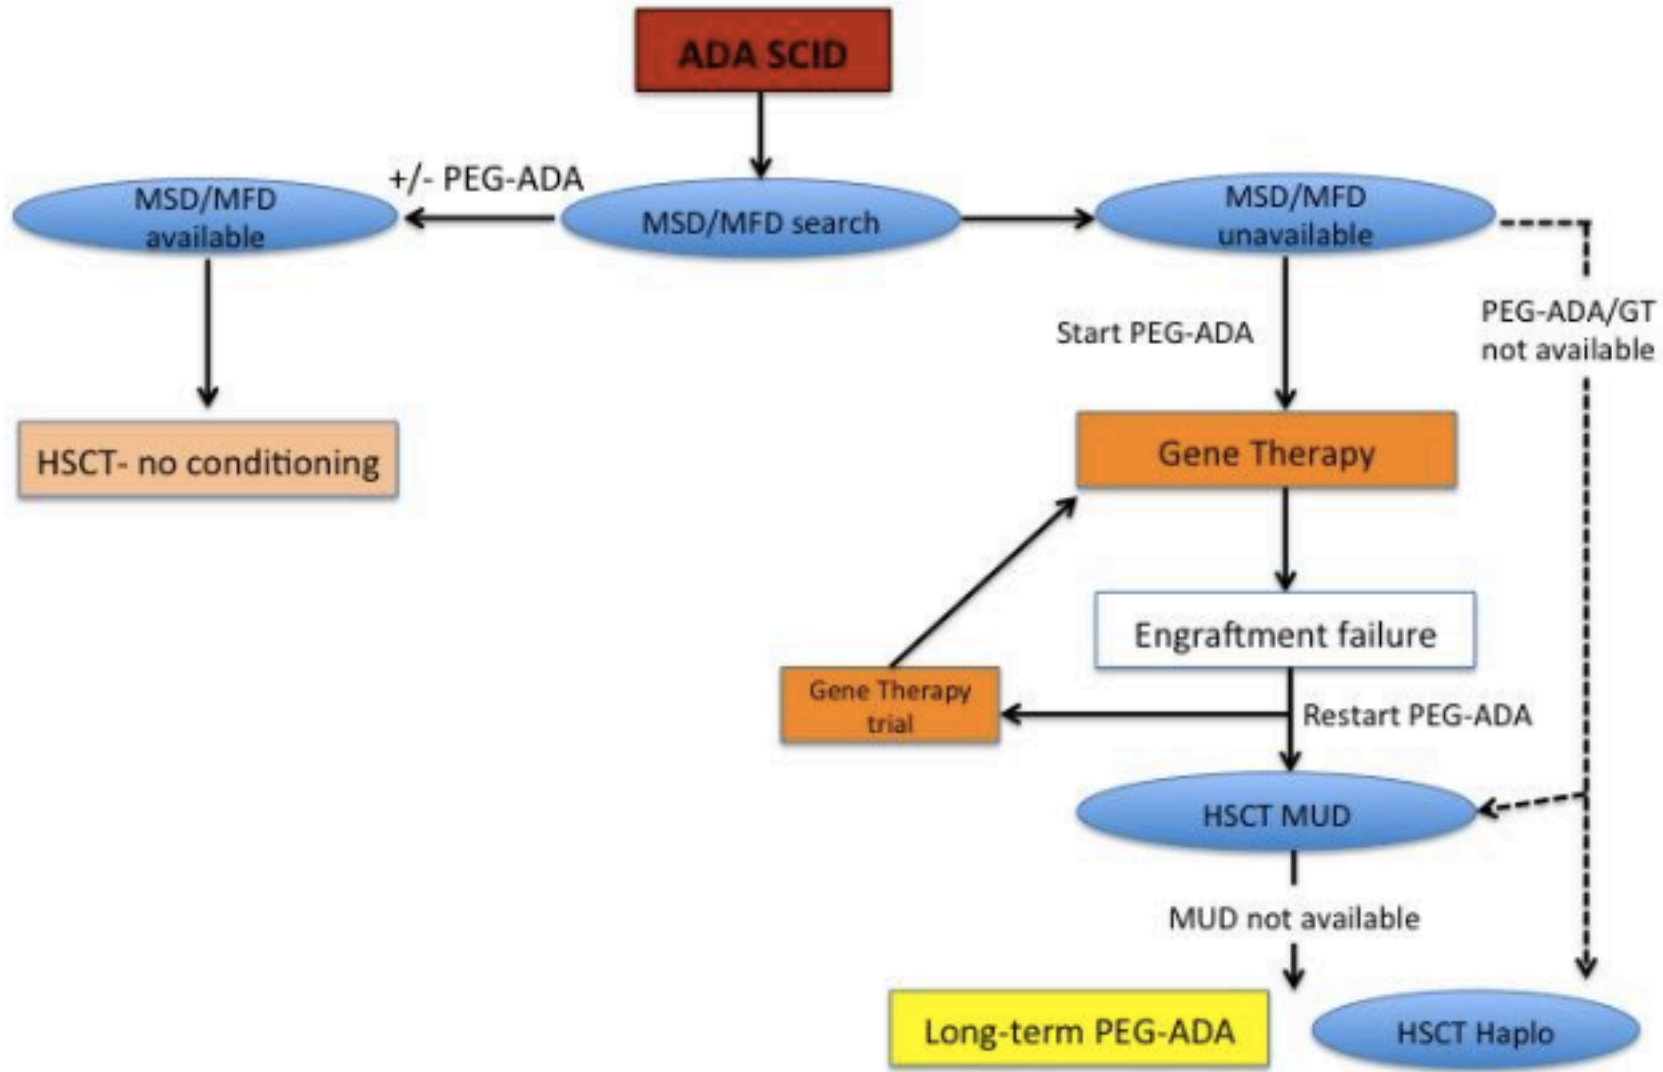 ADA SCID
+/- PEG-ADA
MSD/MFD
available
MSD/MFD search
MSD/MFD
unavailable
Start PEG-ADA
PEG-ADA/GT
not available
HSCT- no conditioning
Gene Therapy
Engraftment failure
Gene Therapy
trial
Restart PEG-ADA
HSCT MUD
MUD not available
Long-term PEG-ADA
HSCT Haplo